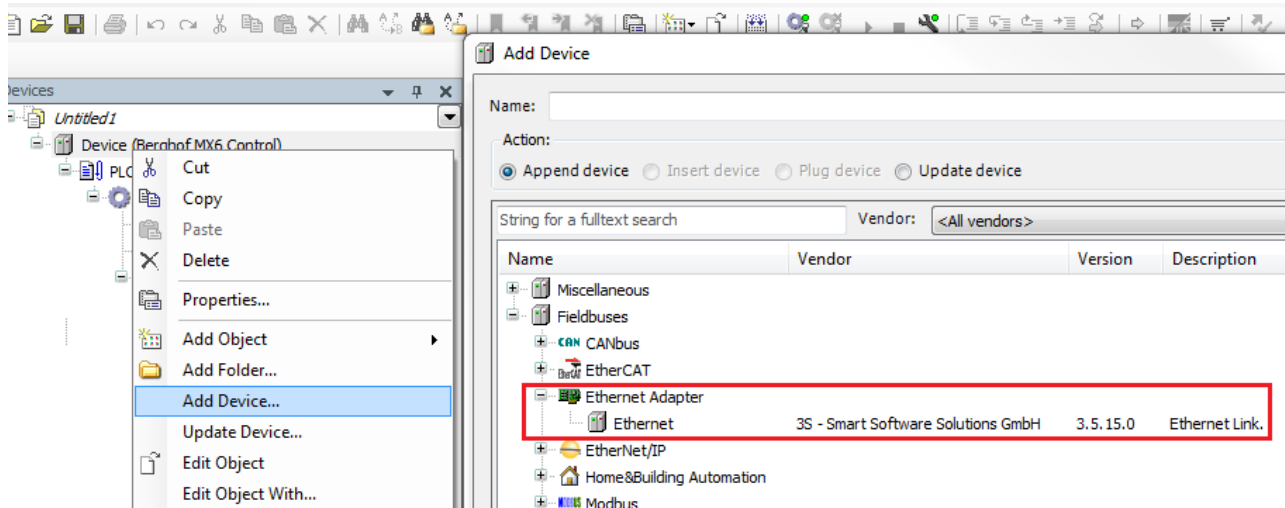 Add Device
Devices
Untitled1
Device (Berghof MX6 Control)
PLC
Cut
Copy
Paste
Delete
Properties...
Add Object
Add Folder...
Add Device...
Update Device...
Edit Object
Edit Object With...
Name:
Action:
Append device Insert device Plug device Update device
String for a fulltext search Vendor: <All vendors>
Name Vendor Version Description
Miscellaneous
Fieldbuses
CAN CANbus
EtherCAT EtherCAT
Ethernet Adapter
Ethernet 3S - Smart Software Solutions GmbH 3.5.15.0 Ethernet Link.
EtherNet/IP
Home&Building Automation
Modbus